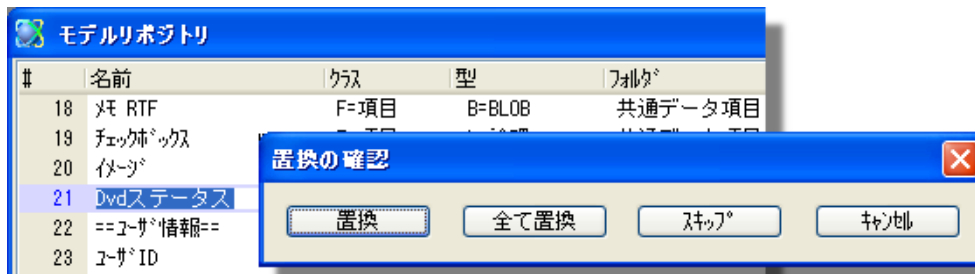 モデルリポジトリ
# 名前 ｸﾗｽ 型 ﾌｫﾙﾀﾞ
18 ﾒﾓ RTF F=項目 B=BLOB 共通データ項目
19 ﾁｪｯｸﾎﾞｯｸｽ
20 ｲﾒｰｼﾞ
21 Dvdステータス
22 ==ﾕｰｻﾞ情報==
23 ﾕｰｻﾞID
置換の確認
置換 全て置換 ｽｷｯﾌﾟ ｷｬﾝｾﾙ